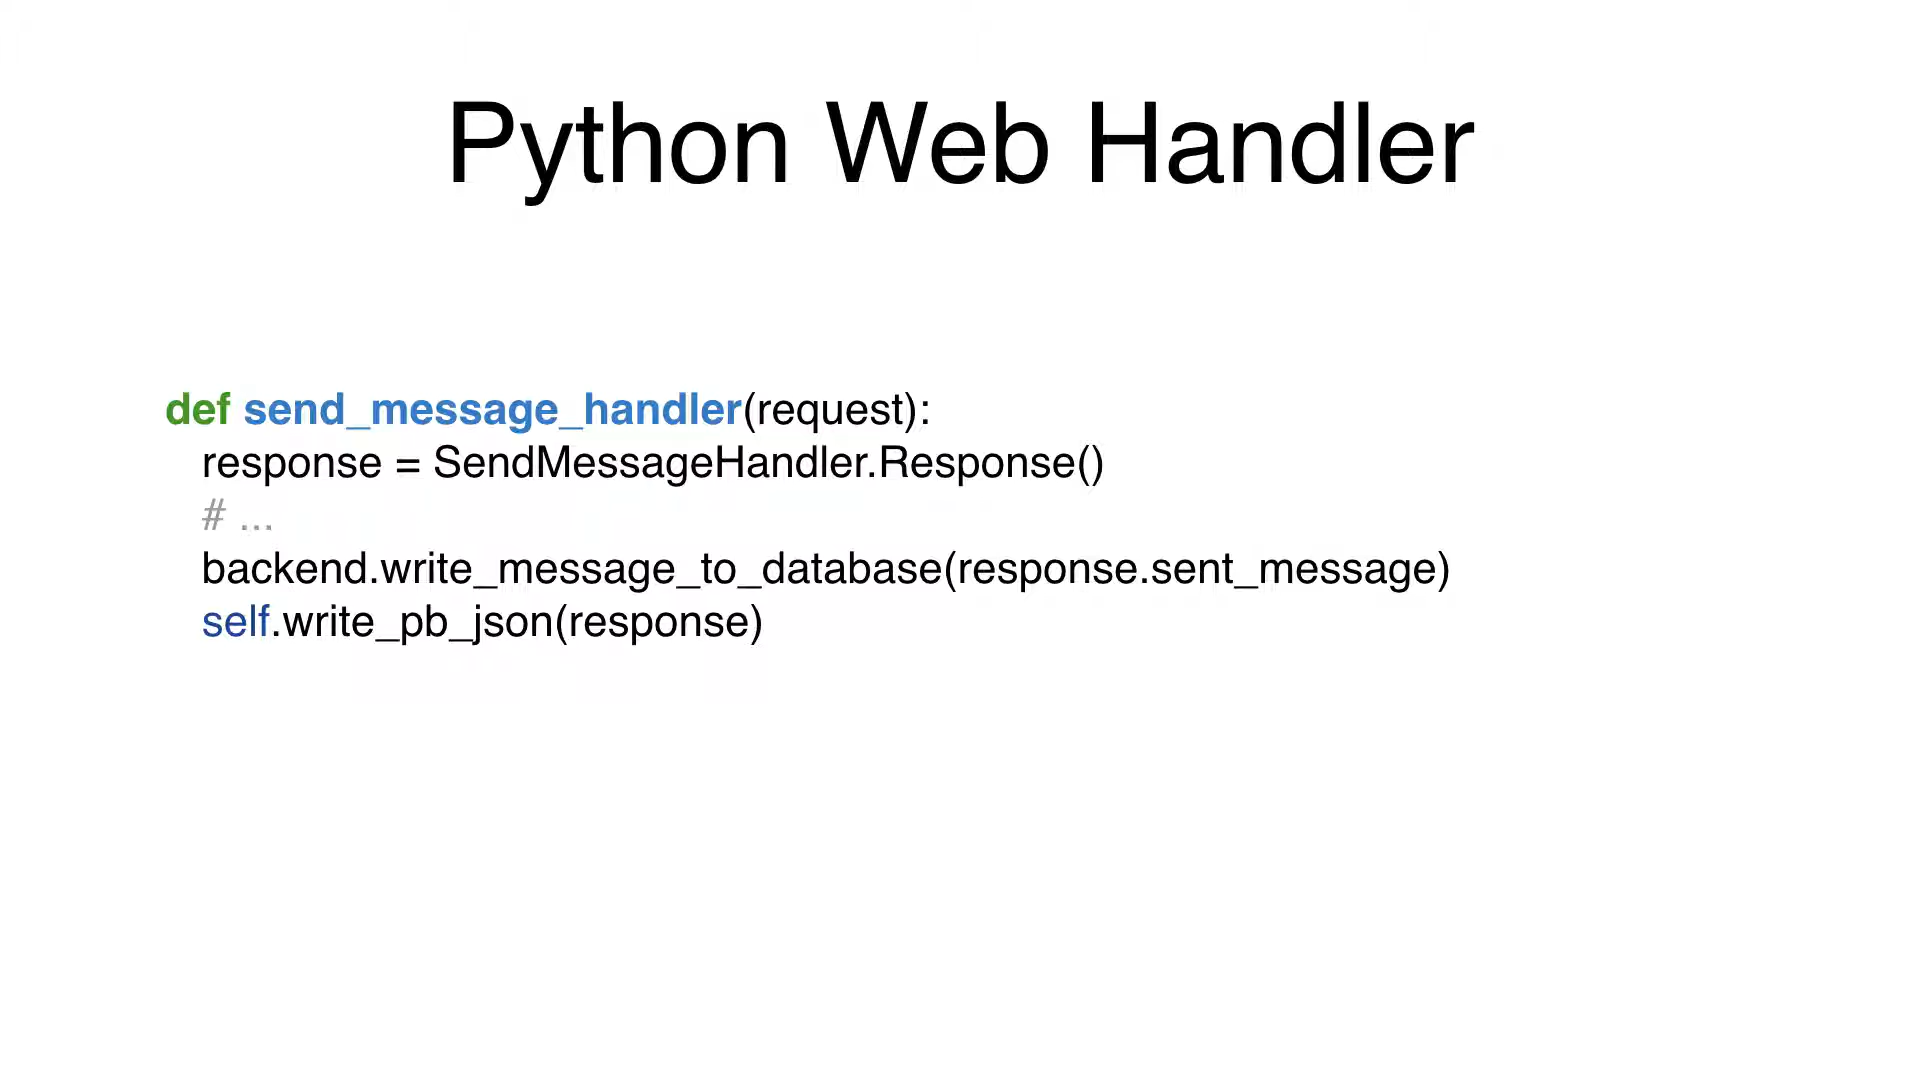 Python Web Handler
def send_message_handler(request):
response = SendMessageHandler.Response()
# ...
backend.write_message_to_database(response.sent_message)
self.write_pb_json(response)